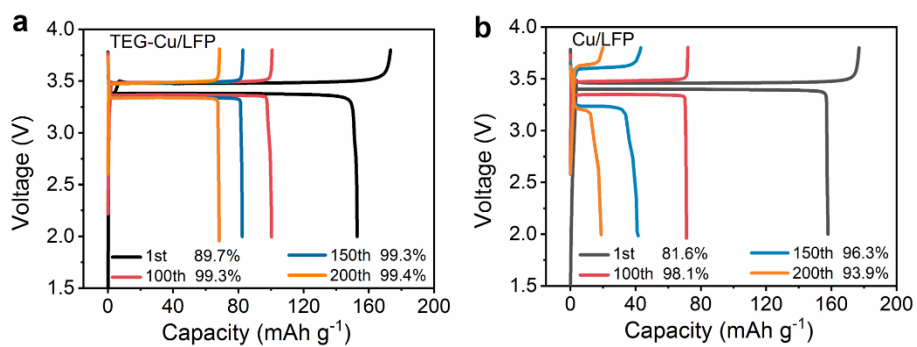 a
TEG-Cu/LFP
4.0
3.5
3.0
2.5
2.0
1.5
Voltage (V)
1st 89.7%
100th 99.3%
150th 99.3%
200th 99.4%
0 40 80 120 160 200
Capacity (mAh g⁻¹)
b
Cu/LFP
4.0
3.5
3.0
2.5
2.0
1.5
Voltage (V)
1st 81.6%
100th 98.1%
150th 96.3%
200th 93.9%
0 40 80 120 160 200
Capacity (mAh g⁻¹)